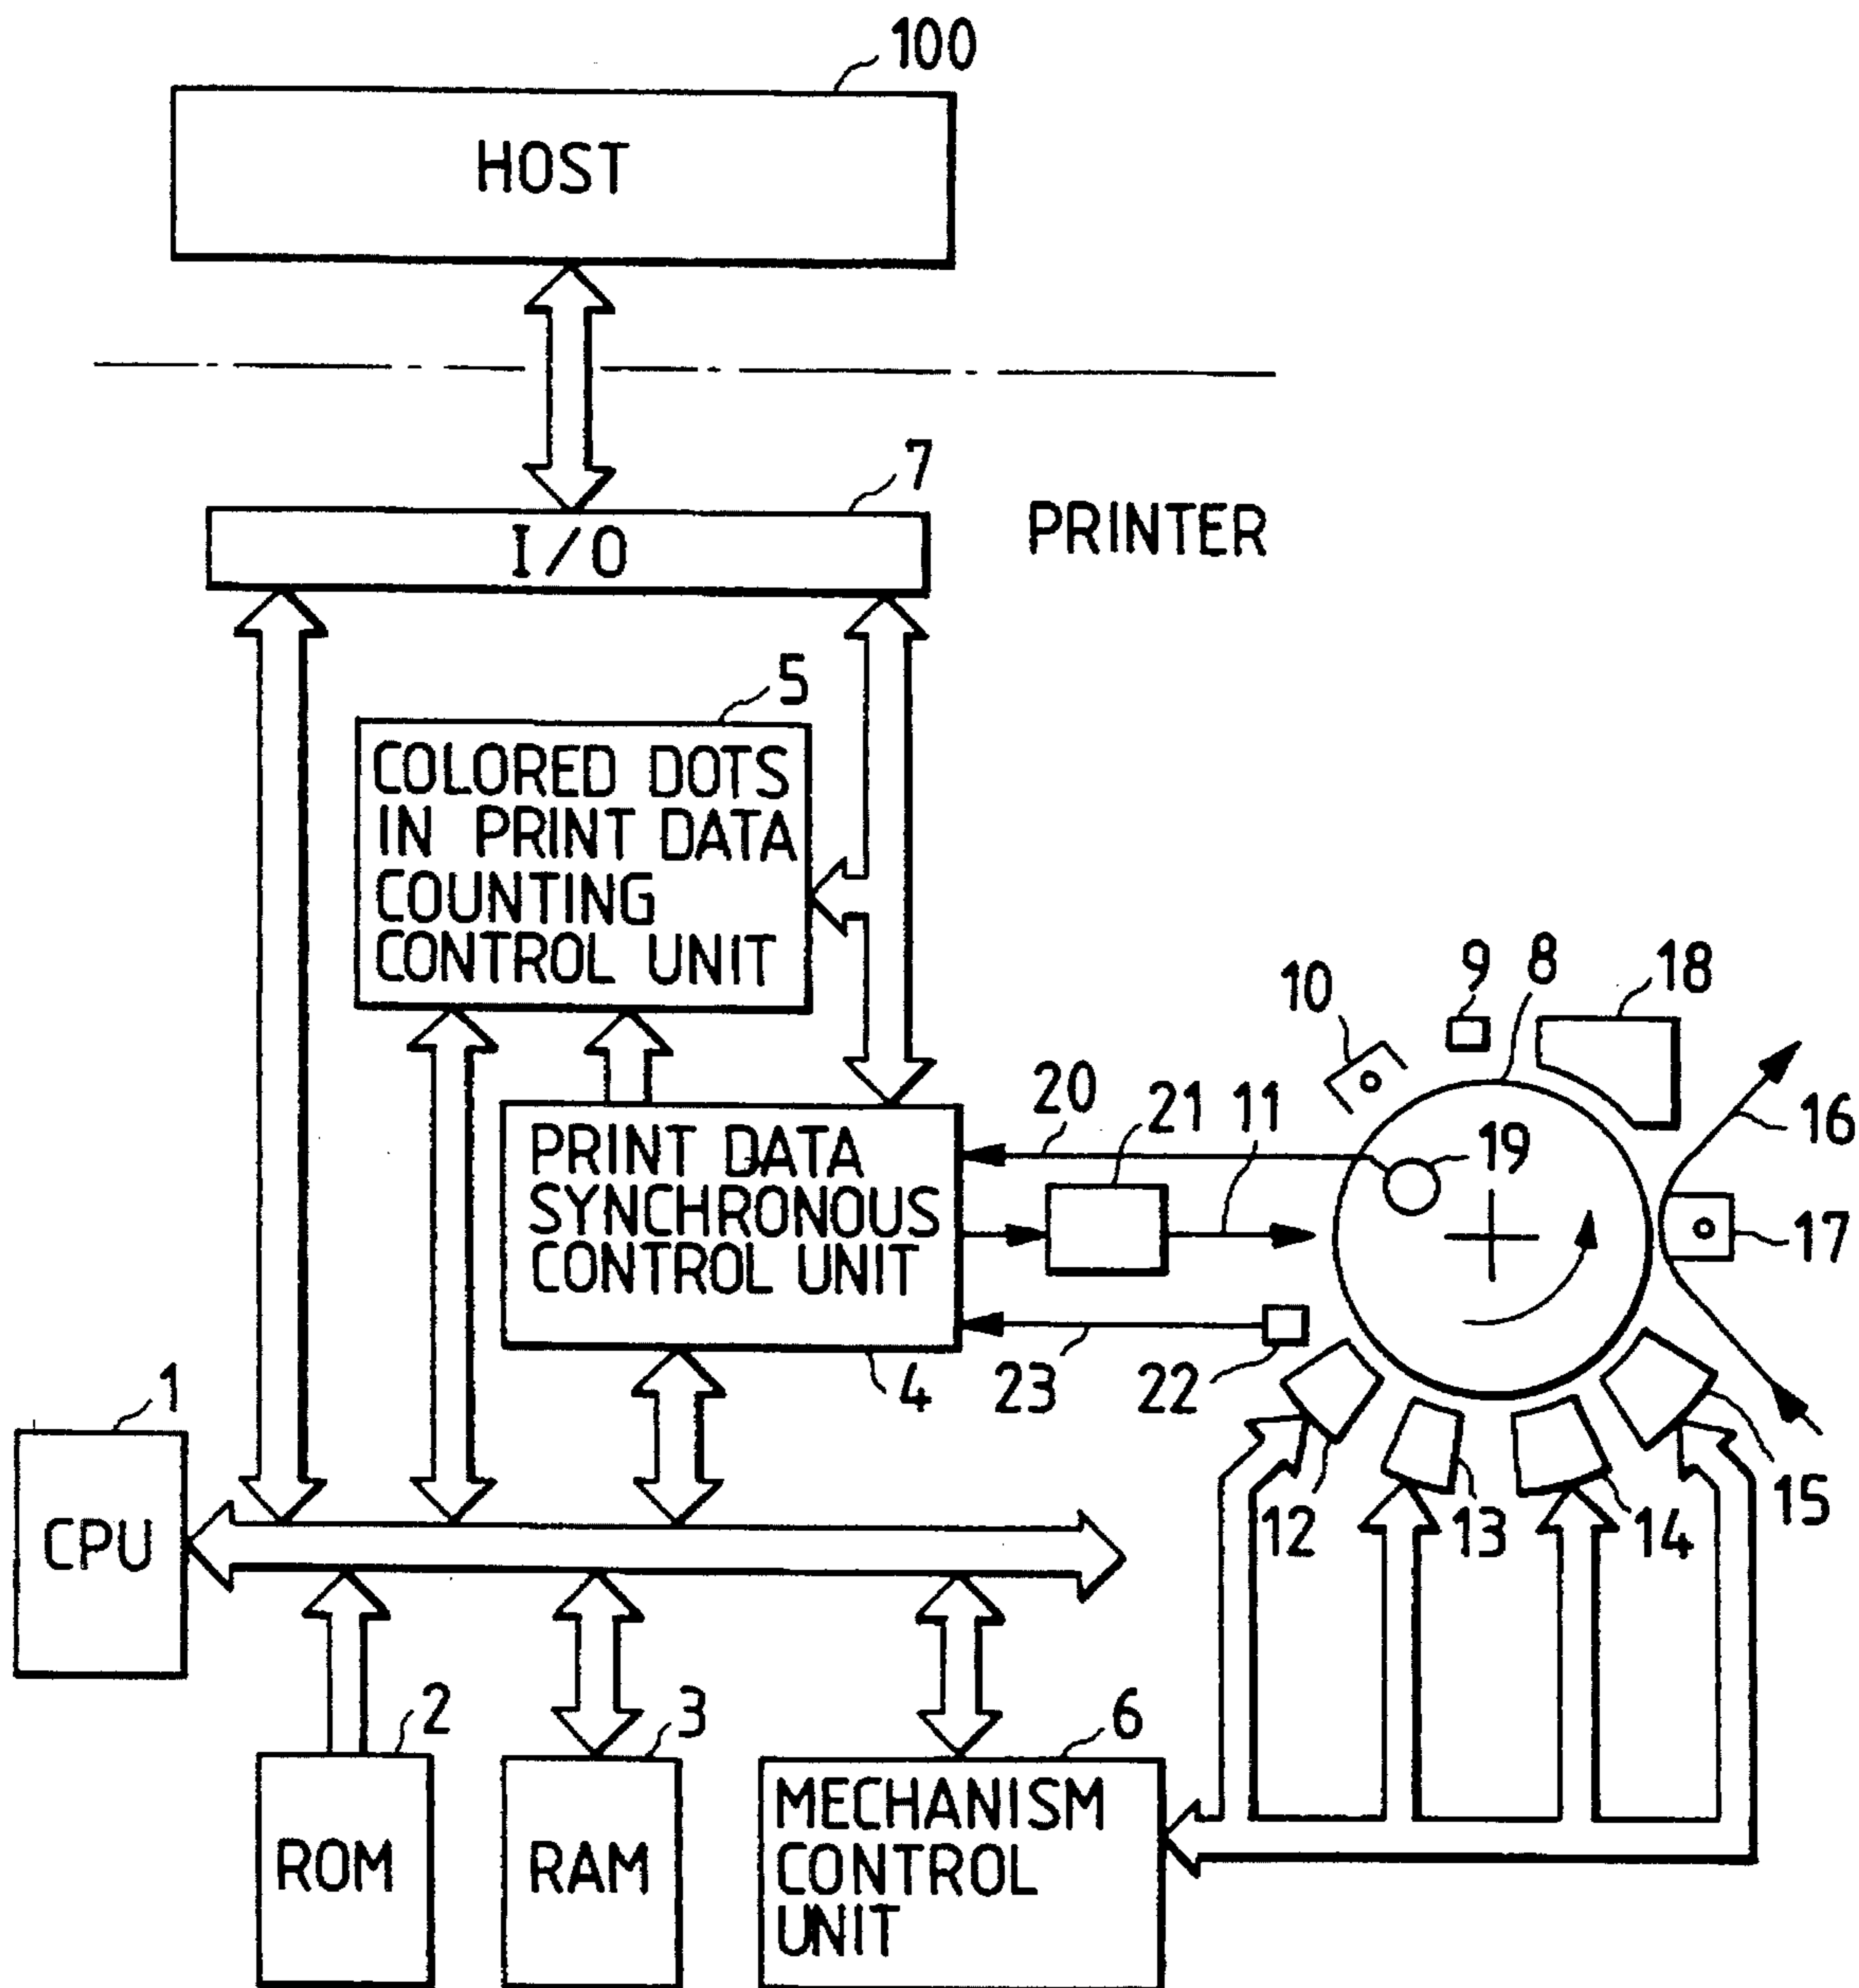 100
HOST
7
I/O
PRINTER
5
COLORED DOTS
IN PRINT DATA
COUNTING
CONTROL UNIT
10
9
8
18
20
21
11
19
16
PRINT DATA
SYNCHRONOUS
CONTROL UNIT
17
23
22
4
1
CPU
12
13
14
15
2
3
6
ROM
RAM
MECHANISM
CONTROL
UNIT